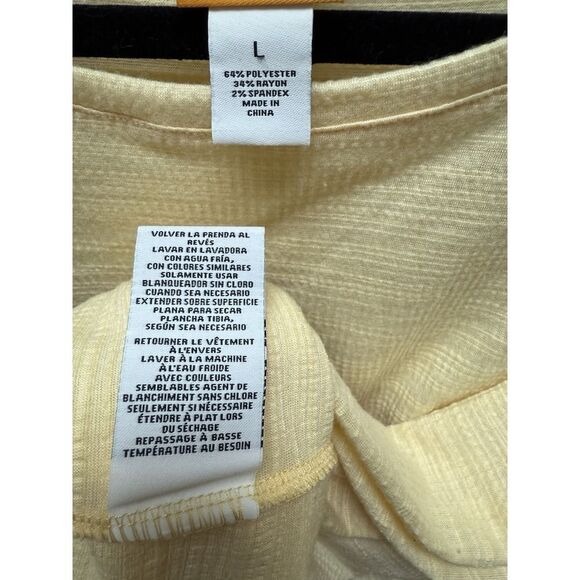 L
64% POLYESTER
34% RAYON
2% SPANDEX
MADE IN
CHINA
VOLVER LA PRENDA AL
REVÉS
LAVAR EN LAVADORA
CON AGUA FRÍA,
CON COLORES SIMILARES
SOLAMENTE USAR
BLANQUEADOR SIN CLORO
CUANDO SEA NECESARIO
EXTENDER SOBRE SUPERFICIE
PLANA PARA SECAR
PLANCHA TIBIA,
SEGÚN SEA NECESARIO
RETOURNER LE VÊTEMENT
À L'ENVERS
LAVER À LA MACHINE
À L'EAU FROIDE
AVEC COULEURS
SEMBLABLES AGENT DE
BLANCHIMENT SANS CHLORE
SEULEMENT SI NÉCESSAIRE
ÉTENDRE À PLAT LORS
DU SÉCHAGE
REPASSAGE À BASSE
TEMPÉRATURE AU BESOIN